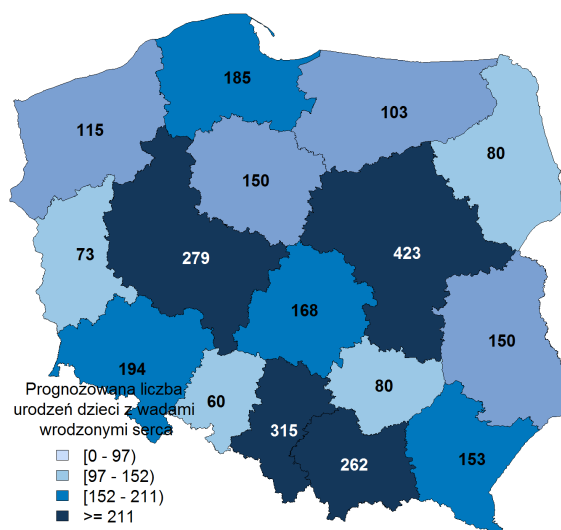 185
103
115
80
150
279
423
73
168
150
194
80
60
315
262
153
Prognozowana liczba
urodzeń dzieci z wadami
wrodzonymi serca
[0 - 97)
[97 - 152)
[152 - 211)
>= 211